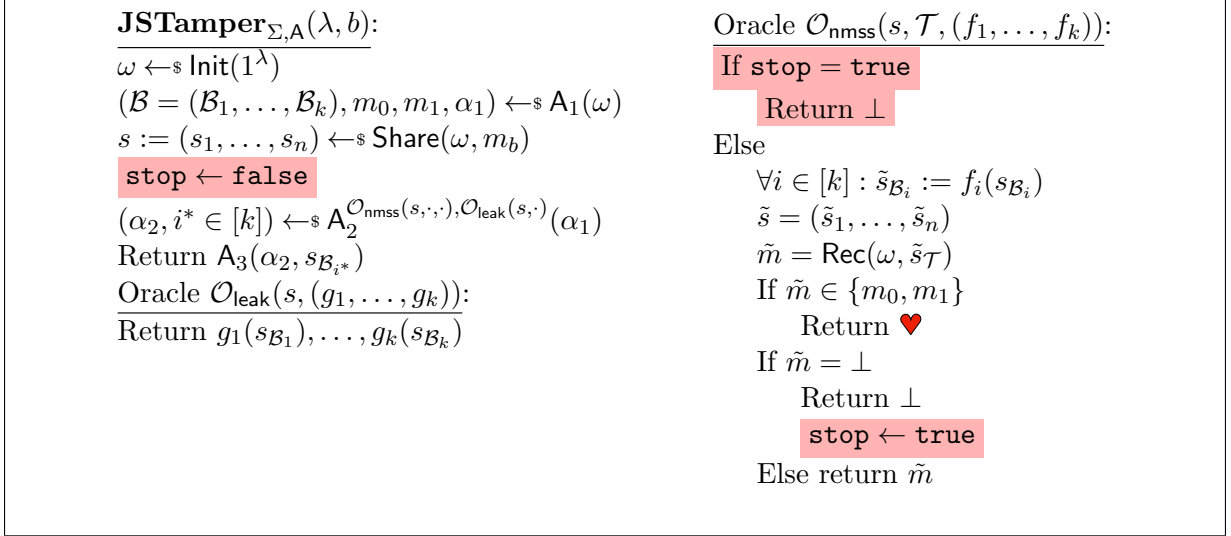 JSTamper_{Σ,A}(λ, b):
ω ←$ Init(1^λ)
(ℬ = (ℬ_1, …, ℬ_k), m_0, m_1, α_1) ←$ A_1(ω)
s := (s_1, …, s_n) ←$ Share(ω, m_b)
stop ← false
(α_2, i* ∈ [k]) ←$ A_2^{𝒪_nmss(s,·,·),𝒪_leak(s,·)}(α_1)
Return A_3(α_2, s_{ℬ_{i*}})
Oracle 𝒪_leak(s, (g_1, …, g_k)):
Return g_1(s_{ℬ_1}), …, g_k(s_{ℬ_k})
Oracle 𝒪_nmss(s, 𝒯, (f_1, …, f_k)):
If stop = true
Return ⊥
Else
∀i ∈ [k] : s̃_{ℬ_i} := f_i(s_{ℬ_i})
s̃ = (s̃_1, …, s̃_n)
m̃ = Rec(ω, s̃_𝒯)
If m̃ ∈ {m_0, m_1}
Return ♥
If m̃ = ⊥
Return ⊥
stop ← true
Else return m̃